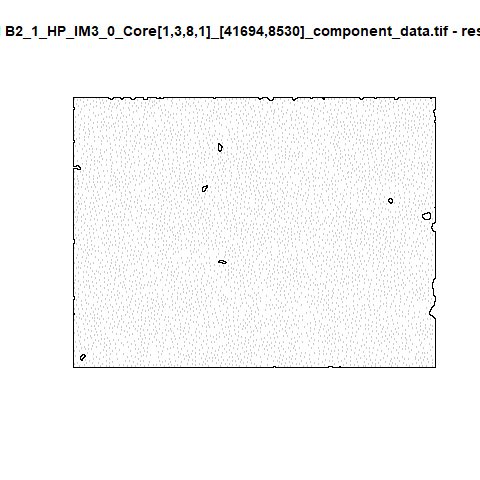 B2_1_HP_IM3_0_Core[1,3,8,1]_[41694,8530]_component_data.tif - res